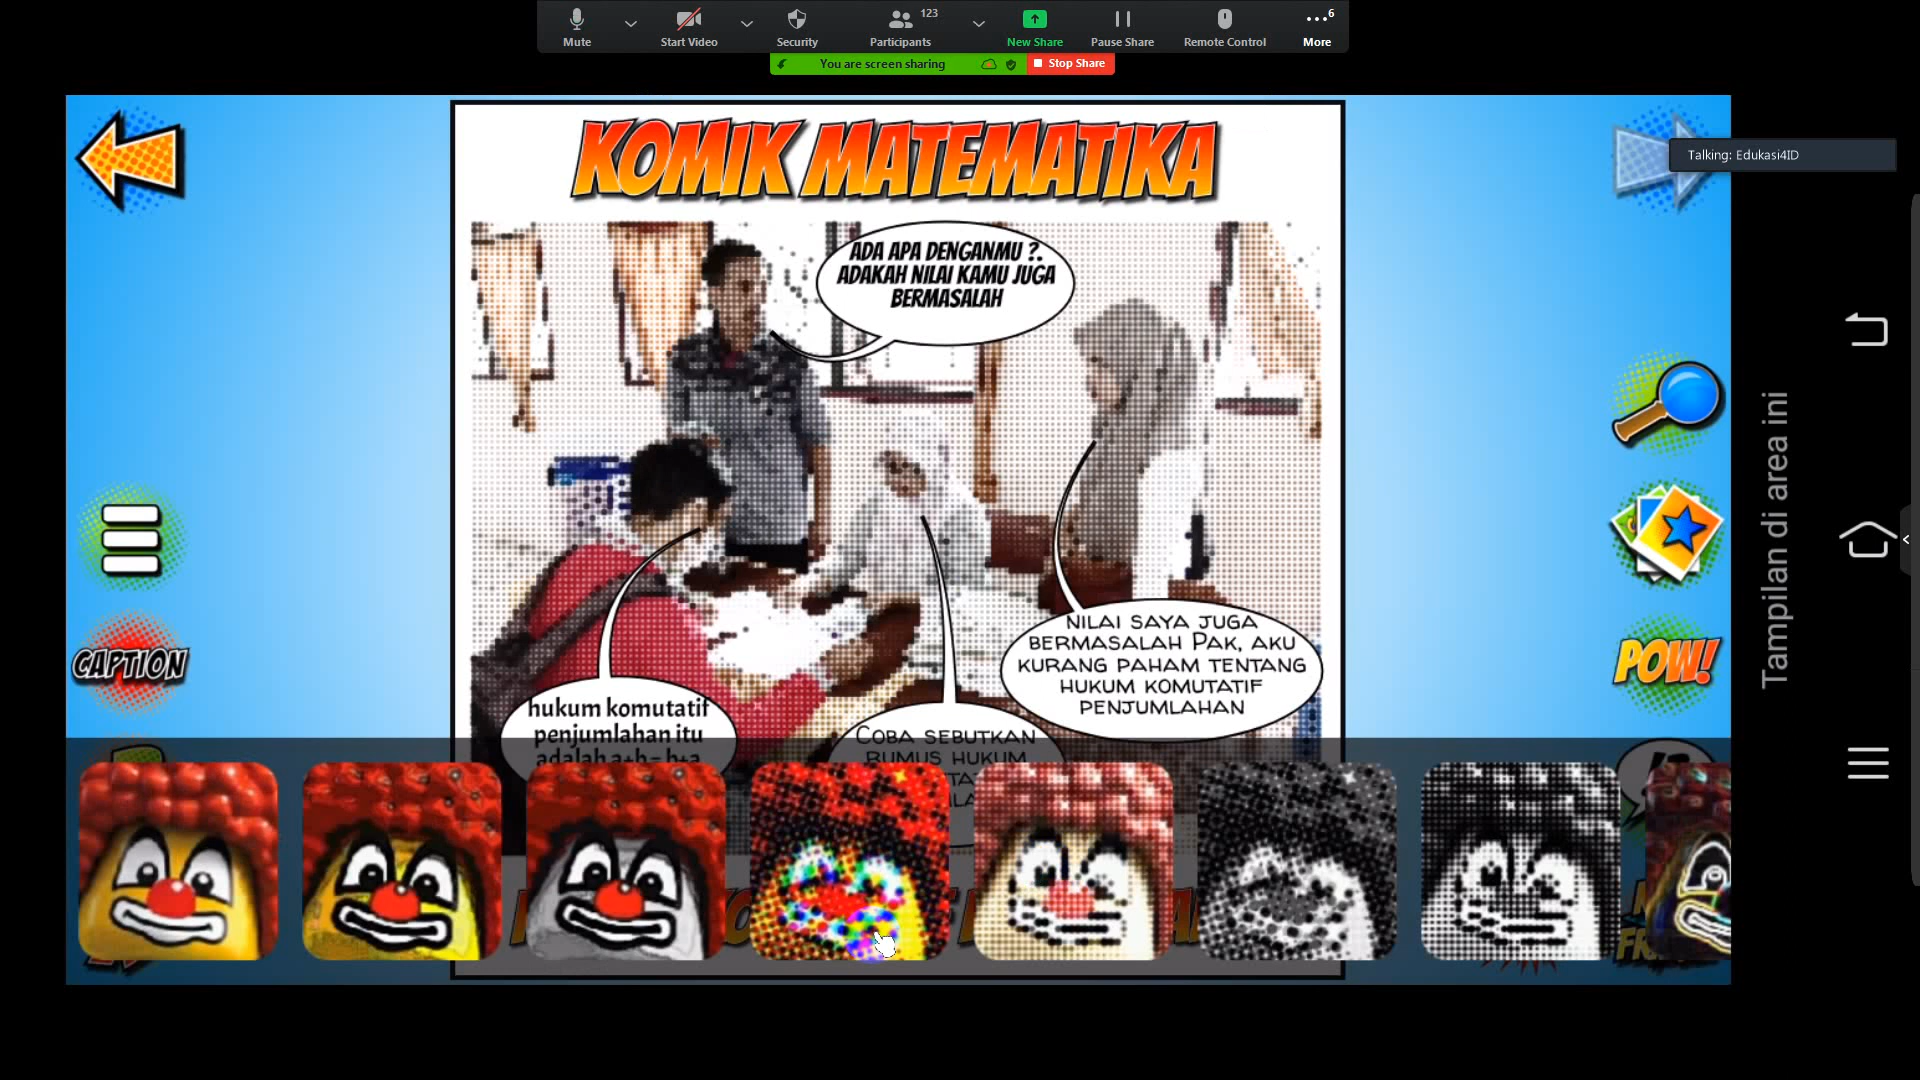 123
6
Mute
Start Video
Security
Participants
New Share
Pause Share
Remote Control
More
You are screen sharing
Stop Share
Talking: Edukasi4ID
KOMIK MATEMATIKA
ADA APA DENGANMU ?.
ADAKAH NILAI KAMU JUGA
BERMASALAH
NILAI SAYA JUGA
BERMASALAH PAK, AKU
KURANG PAHAM TENTANG
HUKUM KOMUTATIF
PENJUMLAHAN
hukum komutatif
penjumlahan itu
adalah a+b = b+a
COBA SEBUTKAN
RUMUS HUKUM
CAPTION
POW!
Tampilan di area ini